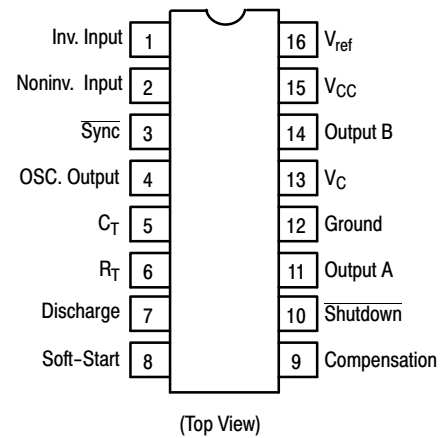 Inv. Input 1 16 Vref
Noninv. Input 2 15 VCC
Sync 3 14 Output B
OSC. Output 4 13 VC
CT 5 12 Ground
RT 6 11 Output A
Discharge 7 10 Shutdown
Soft-Start 8 9 Compensation
(Top View)